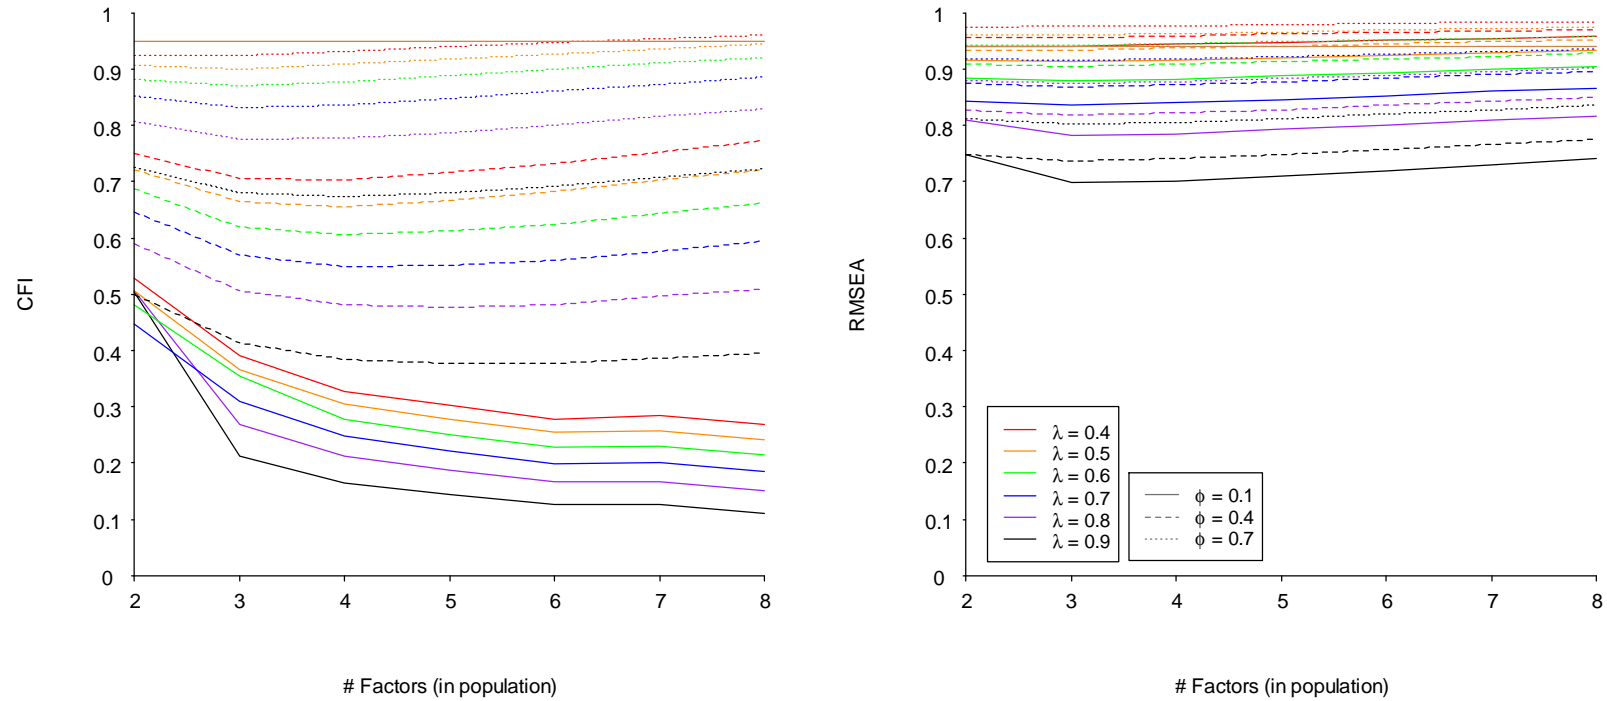 1
0.9
0.8
0.7
0.6
0.5
0.4
0.3
0.2
0.1
0
CFI
2 3 4 5 6 7 8
# Factors (in population)
1
0.9
0.8
0.7
0.6
0.5
0.4
0.3
0.2
0.1
0
RMSEA
λ = 0.4
λ = 0.5
λ = 0.6
λ = 0.7
λ = 0.8
λ = 0.9
ϕ = 0.1
ϕ = 0.4
ϕ = 0.7
2 3 4 5 6 7 8
# Factors (in population)